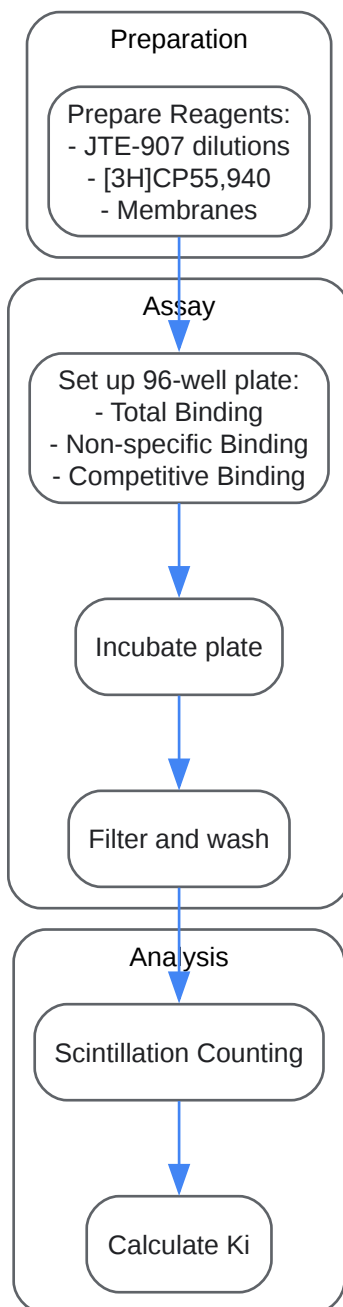 Preparation
Prepare Reagents:
- JTE-907 dilutions
- [3H]CP55,940
- Membranes
Assay
Set up 96-well plate:
- Total Binding
- Non-specific Binding
- Competitive Binding
Incubate plate
Filter and wash
Analysis
Scintillation Counting
Calculate Ki